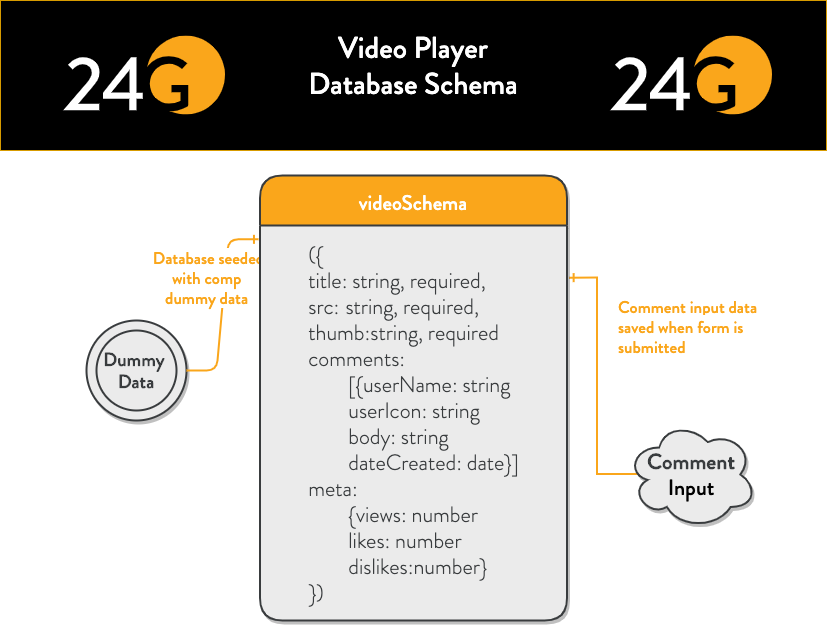 24G
Video Player
Database Schema
24G
videoSchema
Database seeded
with comp
dummy data
Dummy
Data
({
title: string, required,
src: string, required,
thumb:string, required
comments:
[{userName: string
userIcon: string
body: string
dateCreated: date}]
meta:
{views: number
likes: number
dislikes:number}
})
Comment input data
saved when form is
submitted
Comment
Input